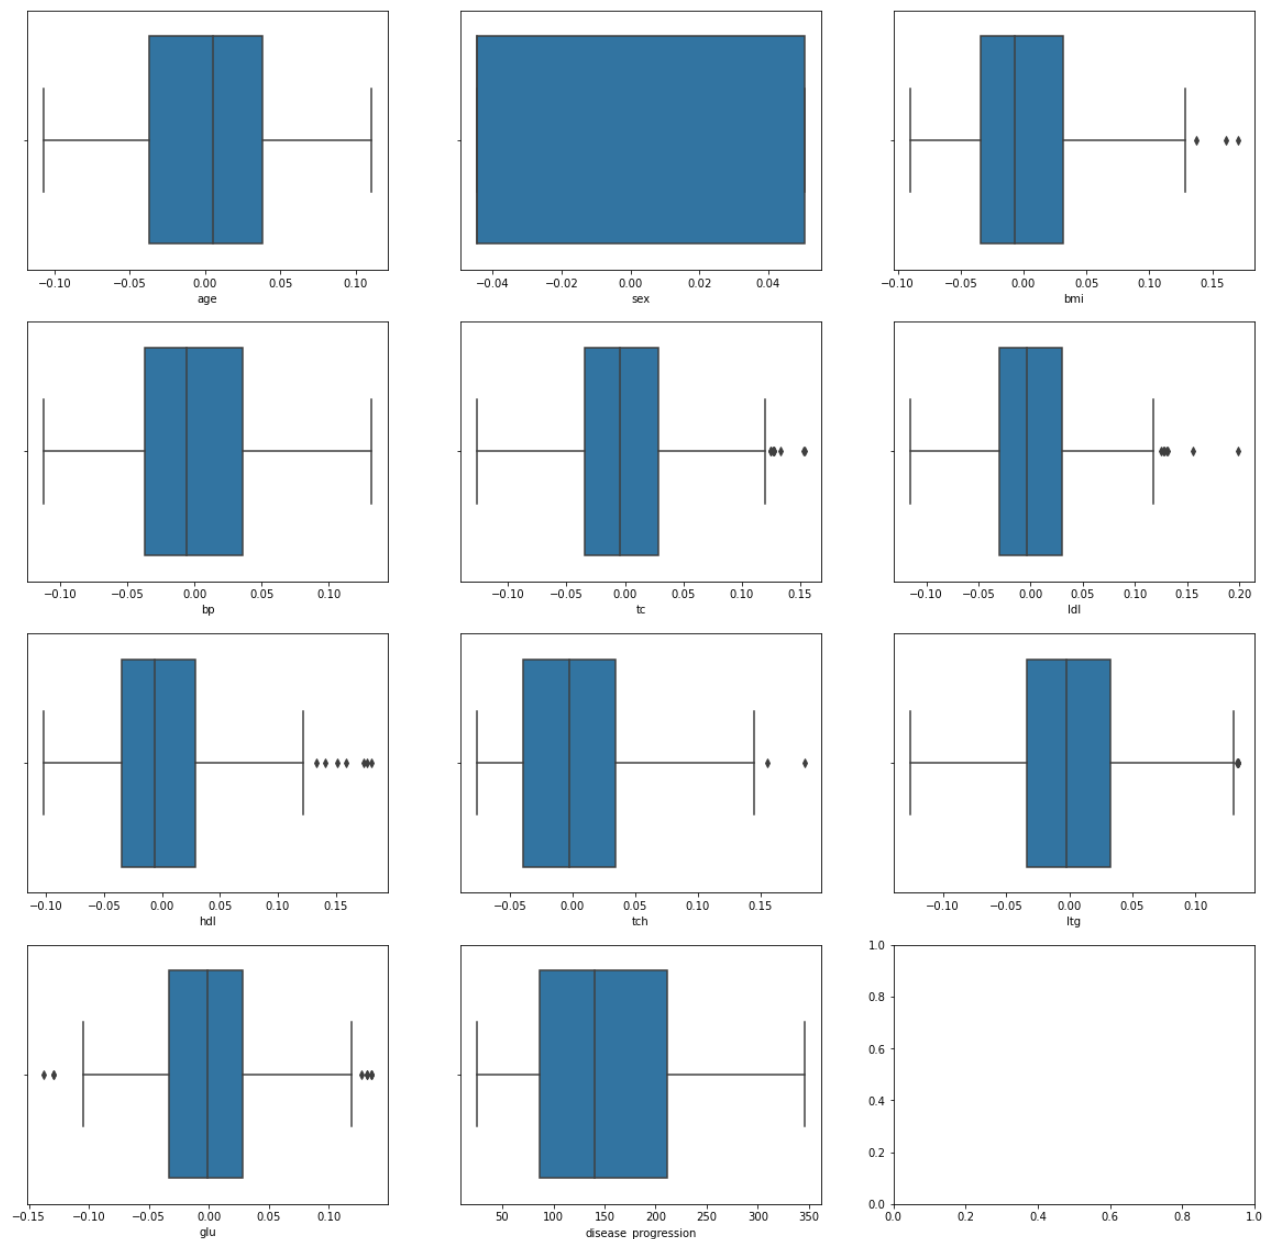 −0.10 −0.05 0.00 0.05 0.10
age
−0.04 −0.02 0.00 0.02 0.04
sex
−0.10 −0.05 0.00 0.05 0.10 0.15
bmi
−0.10 −0.05 0.00 0.05 0.10
bp
−0.10 −0.05 0.00 0.05 0.10 0.15
tc
−0.10 −0.05 0.00 0.05 0.10 0.15 0.20
ldl
−0.10 −0.05 0.00 0.05 0.10 0.15
hdl
−0.05 0.00 0.05 0.10 0.15
tch
−0.10 −0.05 0.00 0.05 0.10
ltg
−0.15 −0.10 −0.05 0.00 0.05 0.10
glu
50 100 150 200 250 300 350
disease_progression
1.0
0.8
0.6
0.4
0.2
0.0
0.0 0.2 0.4 0.6 0.8 1.0